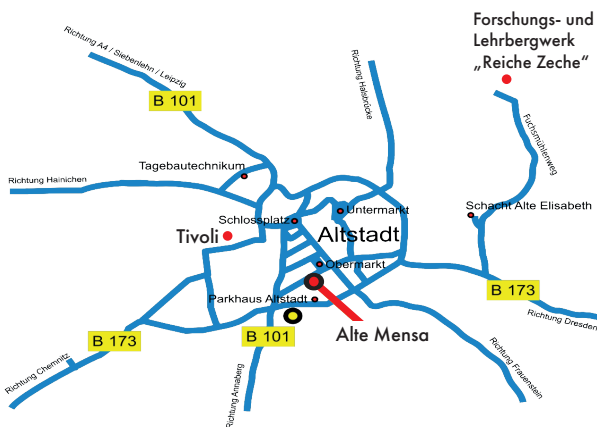 Forschungs- und
Lehrbergwerk
„Reiche Zeche“
Richtung A4 / Siebenlehn / Leipzig
B 101
Richtung Halsbrücke
Fuchsmühlenweg
Tagebautechnikum
Richtung Hainichen
Schlossplatz
Untermarkt
Schacht Alte Elisabeth
Tivoli
Altstadt
Obermarkt
B 173
Parkhaus Altstadt
Richtung Dresden
B 173
B 101
Alte Mensa
Richtung Chemnitz
Richtung Annaberg
Richtung Frauenstein